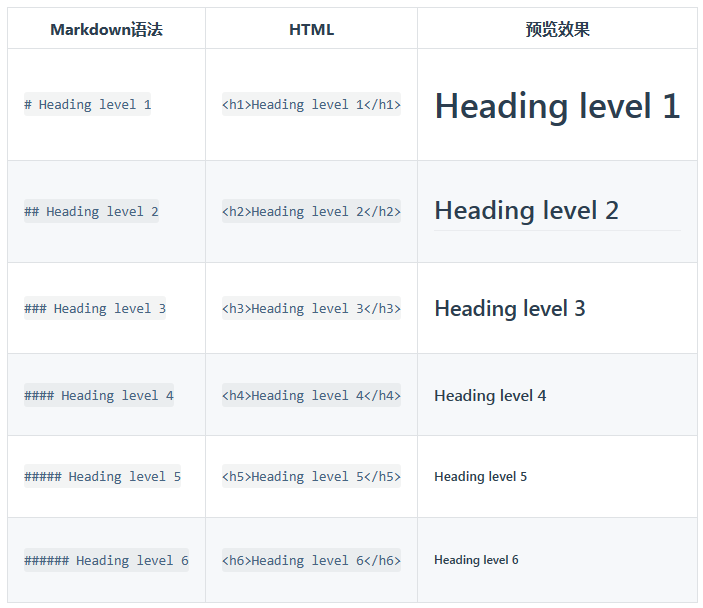 Markdown语法 HTML 预览效果
# Heading level 1 <h1>Heading level 1</h1> Heading level 1
## Heading level 2 <h2>Heading level 2</h2> Heading level 2
### Heading level 3 <h3>Heading level 3</h3> Heading level 3
#### Heading level 4 <h4>Heading level 4</h4> Heading level 4
##### Heading level 5 <h5>Heading level 5</h5> Heading level 5
###### Heading level 6 <h6>Heading level 6</h6> Heading level 6